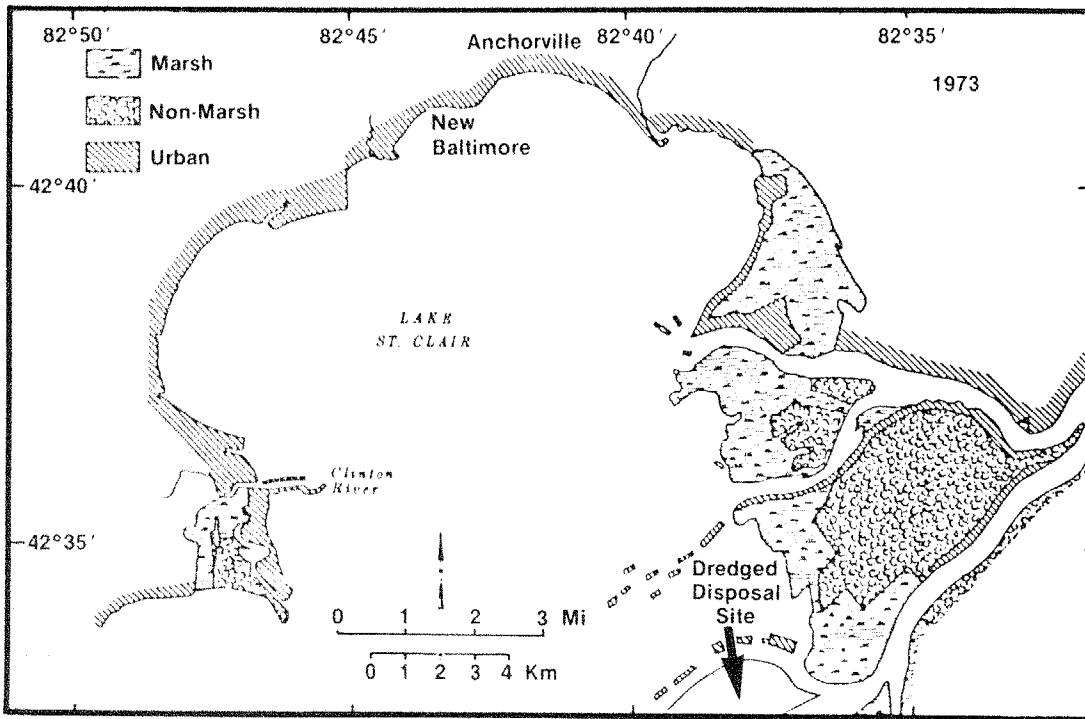 82°50′ 82°45′ 82°40′ 82°35′
Anchorville
1973
Marsh
Non-Marsh
Urban
New
Baltimore
42°40′
LAKE
ST. CLAIR
Clinton
River
42°35′
Dredged
Disposal
Site
0 1 2 3 Mi
0 1 2 3 4 Km